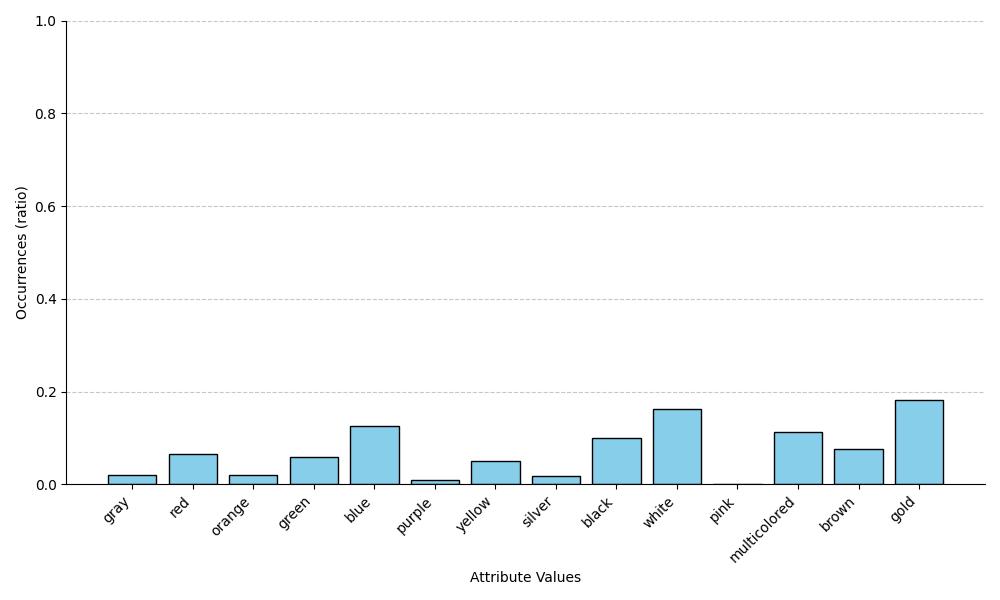 1.0
0.8
0.6
0.4
0.2
0.0
Occurrences (ratio)
gray
red
orange
green
blue
purple
yellow
silver
black
white
pink
multicolored
brown
gold
Attribute Values